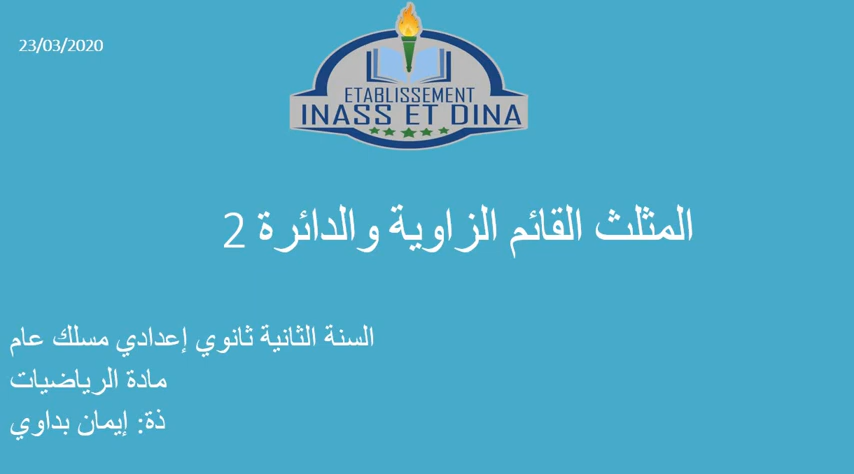 23/03/2020
ETABLISSEMENT
INASS ET DINA
المثلث القائم الزاوية والدائرة 2
السنة الثانية ثانوي إعدادي مسلك عام
مادة الرياضيات
ذة: إيمان بداوي